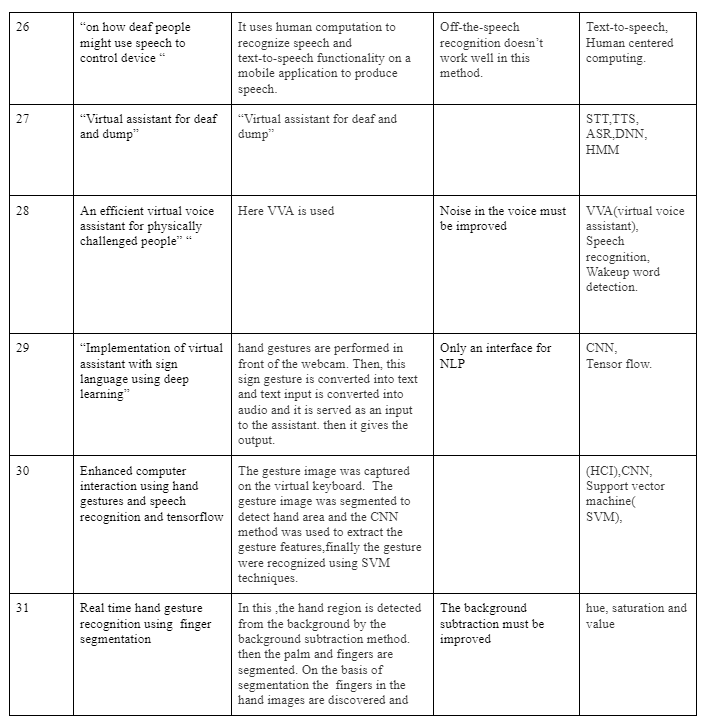 26
"on how deaf people
might use speech to
control device "
It uses human computation to
recognize speech and
text-to-speech functionality on a
mobile application to produce
speech.
Off-the-speech
recognition doesn't
work well in this
method.
Text-to-speech,
Human centered
computing.
27
"Virtual assistant for deaf
and dump"
"Virtual assistant for deaf and
dump"
STT,TTS,
ASR,DNN,
HMM
28
An efficient virtual voice
assistant for physically
challenged people" "
Here VVA is used
Noise in the voice must
be improved
VVA(virtual voice
assistant),
Speech
recognition,
Wakeup word
detection.
29
"Implementation of virtual
assistant with sign
language using deep
learning"
hand gestures are performed in
front of the webcam. Then, this
sign gesture is converted into text
and text input is converted into
audio and it is served as an input
to the assistant. then it gives the
output.
Only an interface for
NLP
CNN,
Tensor flow.
30
Enhanced computer
interaction using hand
gestures and speech
recognition and tensorflow
The gesture image was captured
on the virtual keyboard.  The
gesture image was segmented to
detect hand area and the CNN
method was used to extract the
gesture features,finally the gesture
were recognized using SVM
techniques.
(HCI),CNN,
Support vector
machine(
SVM),
31
Real time hand gesture
recognition using  finger
segmentation
In this ,the hand region is detected
from the background by the
background subtraction method.
then the palm and fingers are
segmented. On the basis of
segmentation the  fingers in the
hand images are discovered and
The background
subtraction must be
improved
hue, saturation and
value